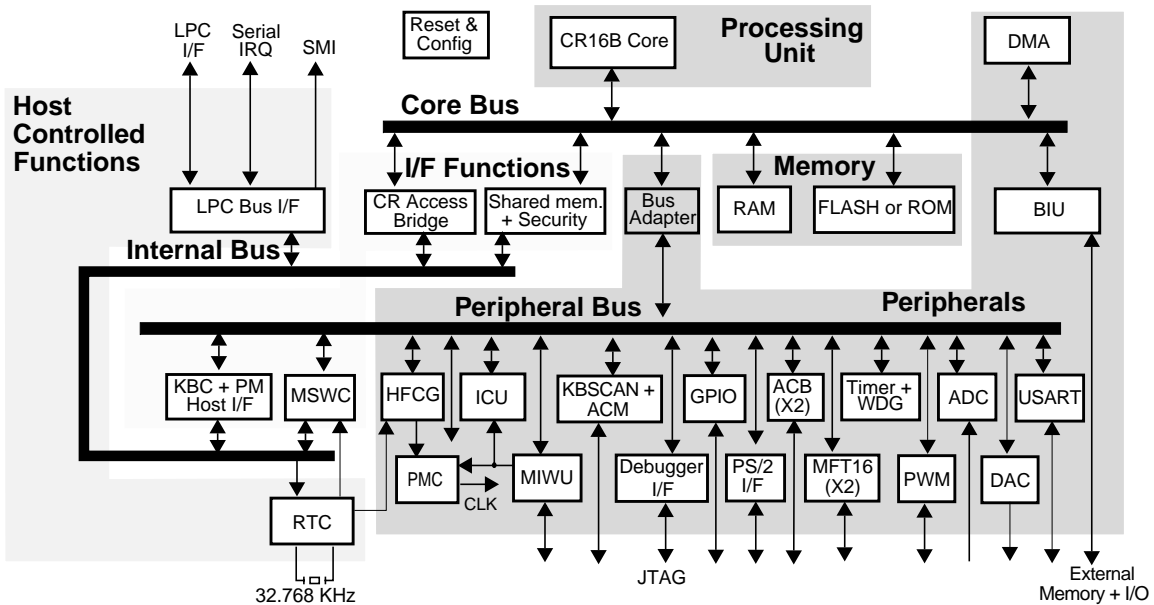 LPC
I/F
Serial
IRQ
SMI
Reset &
Config
CR16B Core
Processing
Unit
DMA
Host
Controlled
Functions
Core Bus
I/F Functions
Memory
LPC Bus I/F
CR Access
Bridge
Shared mem.
+ Security
Bus
Adapter
RAM
FLASH or ROM
BIU
Internal Bus
Peripheral Bus
Peripherals
KBC + PM
Host I/F
MSWC
HFCG
ICU
KBSCAN +
ACM
GPIO
ACB
(X2)
Timer +
WDG
ADC
USART
PMC
CLK
MIWU
Debugger
I/F
PS/2
I/F
MFT16
(X2)
PWM
DAC
RTC
32.768 KHz
JTAG
External
Memory + I/O